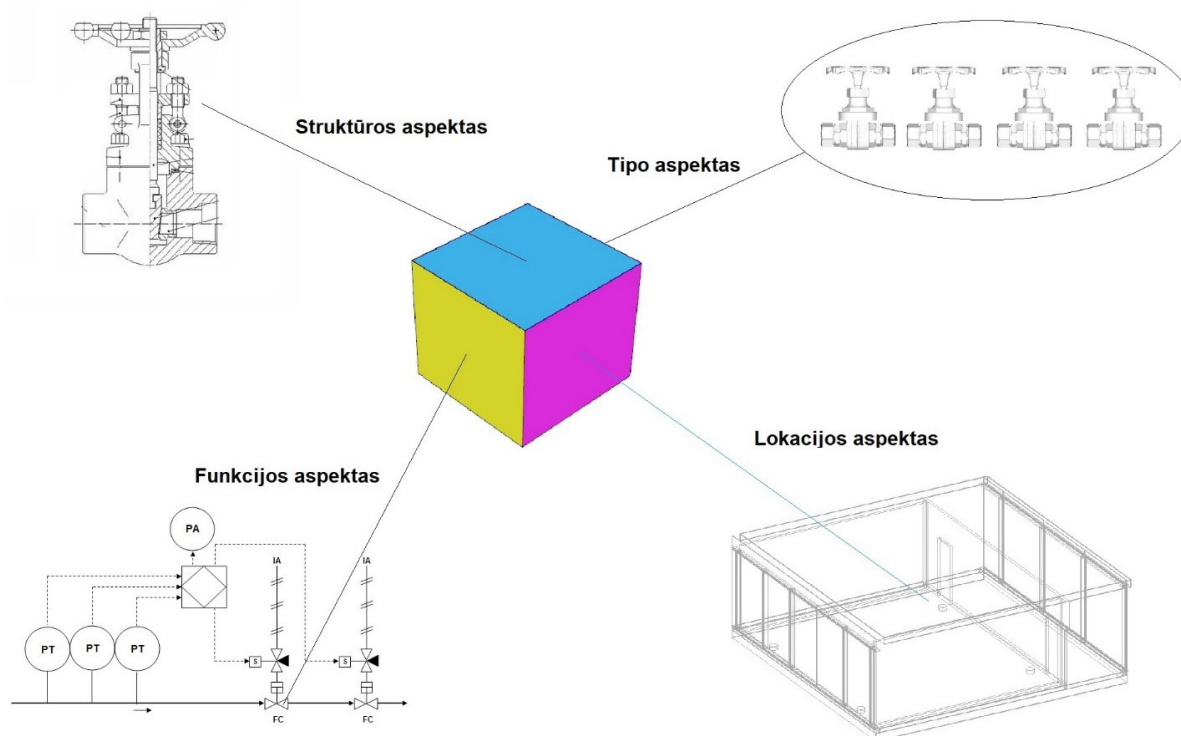 Struktūros aspektas
Tipo aspektas
Lokacijos aspektas
Funkcijos aspektas
PA
IA
IA
PT
PT
PT
S
S
FC
FC